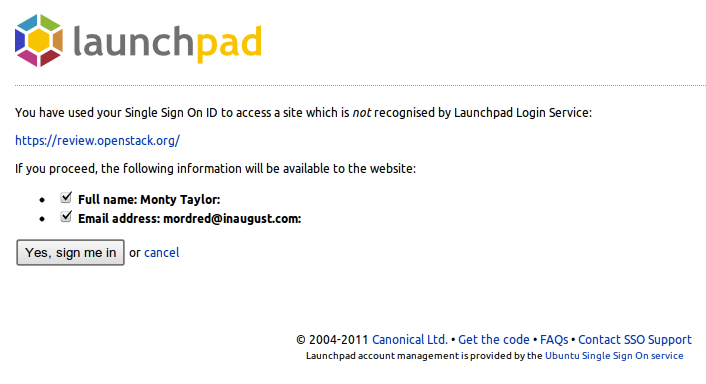 launchpad
You have used your Single Sign On ID to access a site which is not recognised by Launchpad Login Service:
https://review.openstack.org/
If you proceed, the following information will be available to the website:
• Full name: Monty Taylor:
• Email address: mordred@inaugust.com:
Yes, sign me in or cancel
© 2004-2011 Canonical Ltd. • Get the code • FAQs • Contact SSO Support
Launchpad account management is provided by the Ubuntu Single Sign On service